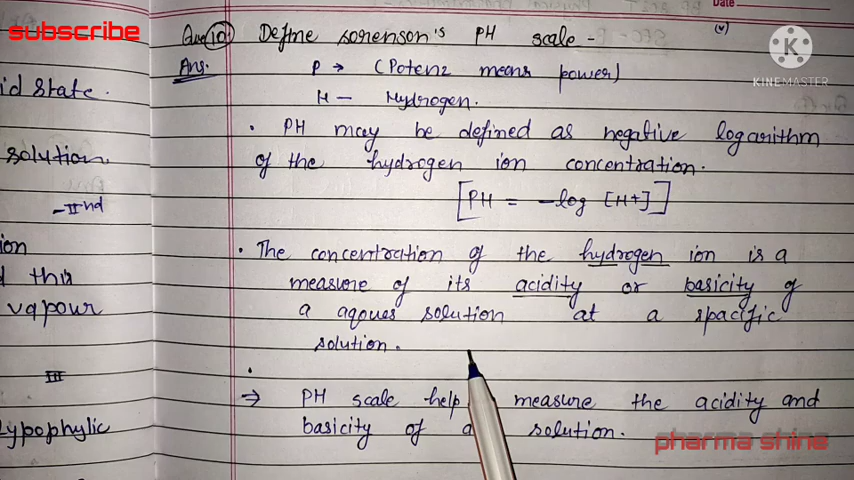 subscribe
Date
(v)
KINEMASTER
Que 10. Define sorenson's PH scale -
Ans. P → (Potenz means power)
H - Hydrogen.
• PH may be defined as negative logarithm
of the hydrogen ion concentration.
[PH = -log [H+]]
• The concentration of the hydrogen ion is a
measure of its acidity or basicity of
a aqoues solution at a spacific
solution.
⇒ PH scale help measure the acidity and
basicity of a solution.
pharma shine
id state.
solution
-IInd
ion
d this
vapour
III
lypophylic